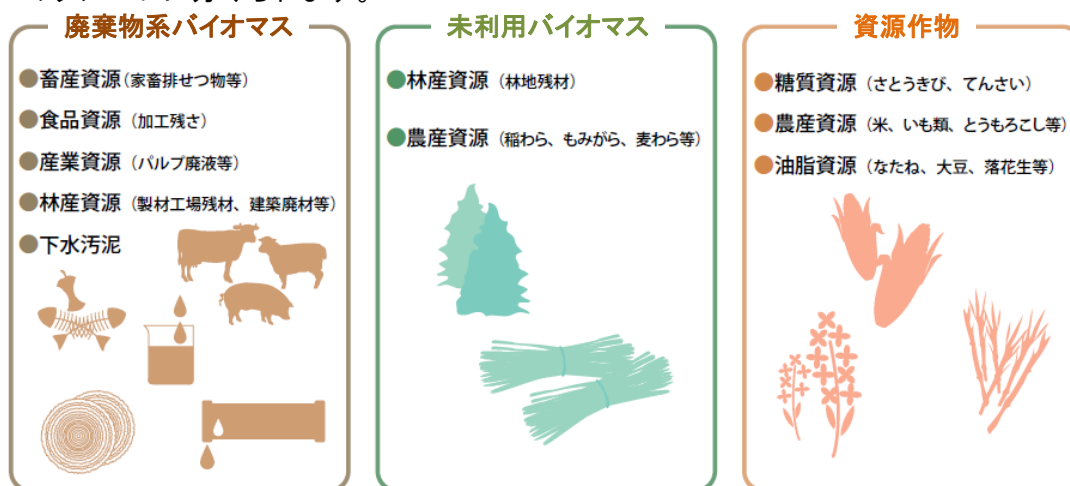 廃棄物系バイオマス
●畜産資源(家畜排せつ物等)
●食品資源(加工残さ)
●産業資源(パルプ廃液等)
●林産資源(製材工場残材、建築廃材等)
●下水汚泥
未利用バイオマス
●林産資源(林地残材)
●農産資源(稲わら、もみがら、麦わら等)
資源作物
●糖質資源(さとうきび、てんさい)
●農産資源(米、いも類、とうもろこし等)
●油脂資源(なたね、大豆、落花生等)